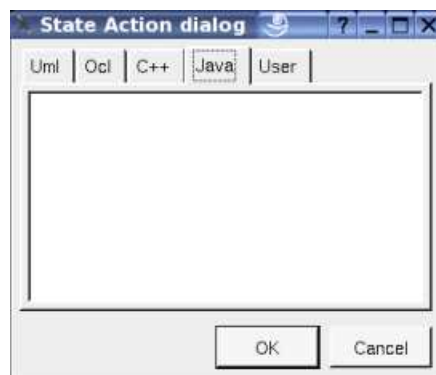 State Action dialog ? _ X
Uml Ocl C++ Java User
OK Cancel